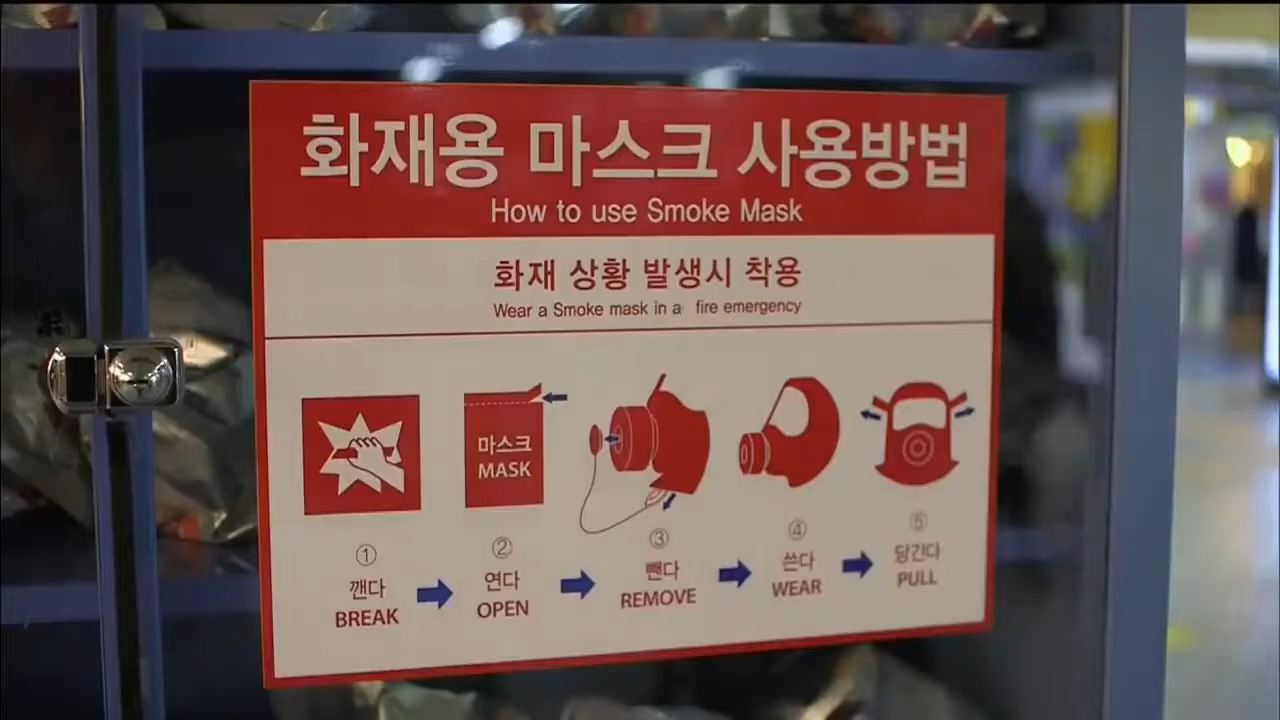 화재용 마스크 사용방법
How to use Smoke Mask
화재 상황 발생시 착용
Wear a Smoke mask in a fire emergency
마스크
MASK
① ② ③ ④ ⑤
깬다 연다 뺀다 쓴다 당긴다
BREAK OPEN REMOVE WEAR PULL